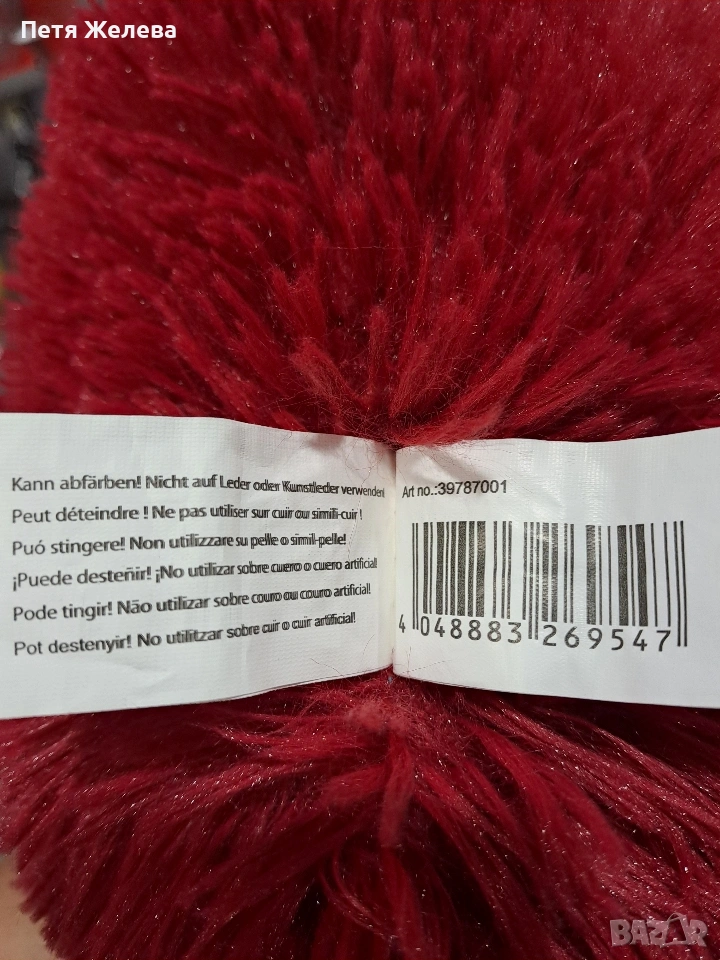 Петя Желева
Kann abfärben! Nicht auf Leder oder Kunstleder verwenden!
Peut déteindre ! Ne pas utiliser sur cuir ou simili-cuir !
Puó stingere! Non utilizzare su pelle o simil-pelle!
¡Puede desteñir! ¡No utilizar sobre cuero o cuero artificial!
Pode tingir! Não utilizar sobre couro ou couro artificial!
Pot destenyir! No utilitzar sobre cuir o cuir artificial!
Art no.:39787001
4 048883 269547
BAZAR